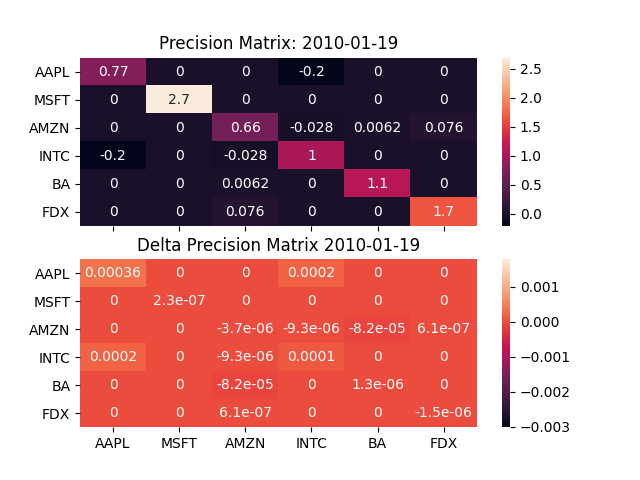 Precision Matrix: 2010-01-19
AAPL 0.77 0 0 -0.2 0 0
MSFT 0 2.7 0 0 0 0
AMZN 0 0 0.66 -0.028 0.0062 0.076
INTC -0.2 0 -0.028 1 0 0
BA 0 0 0.0062 0 1.1 0
FDX 0 0 0.076 0 0 1.7
2.5
2.0
1.5
1.0
0.5
0.0
Delta Precision Matrix 2010-01-19
AAPL 0.00036 0 0 0.0002 0 0
MSFT 0 2.3e-07 0 0 0 0
AMZN 0 0 -3.7e-06 -9.3e-06 -8.2e-05 6.1e-07
INTC 0.0002 0 -9.3e-06 0.0001 0 0
BA 0 0 -8.2e-05 0 1.3e-06 0
FDX 0 0 6.1e-07 0 0 -1.5e-06
AAPL MSFT AMZN INTC BA FDX
0.001
0.000
−0.001
−0.002
−0.003